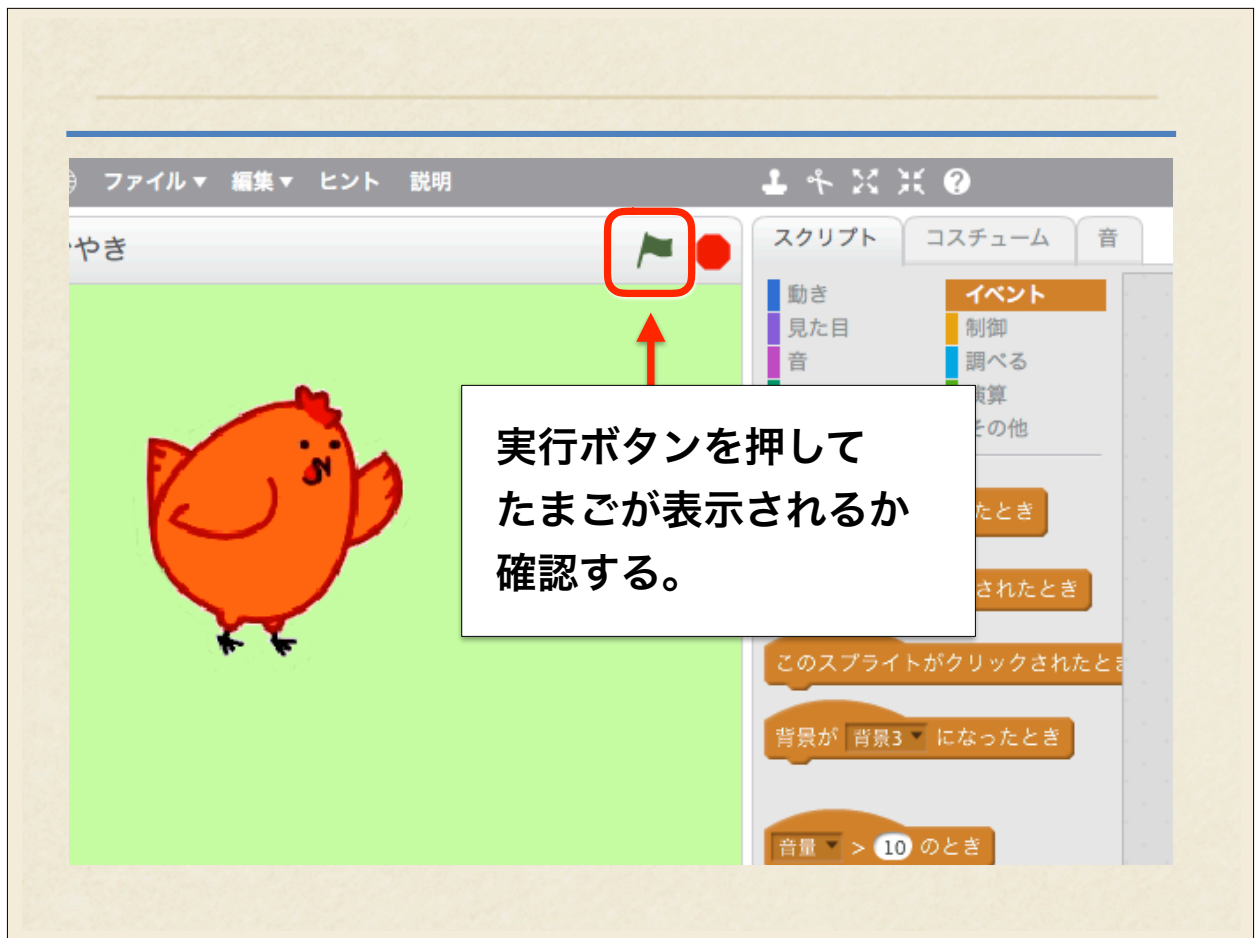 ファイル▼ 編集▼ ヒント 説明
やき
スクリプト コスチューム 音
動き イベント
見た目 制御
音 調べる
算
その他
実行ボタンを押して
たまごが表示されるか
確認する。
たとき
されたとき
このスプライトがクリックされたとき
背景が 背景3 ▼ になったとき
音量 ▼ > 10 のとき